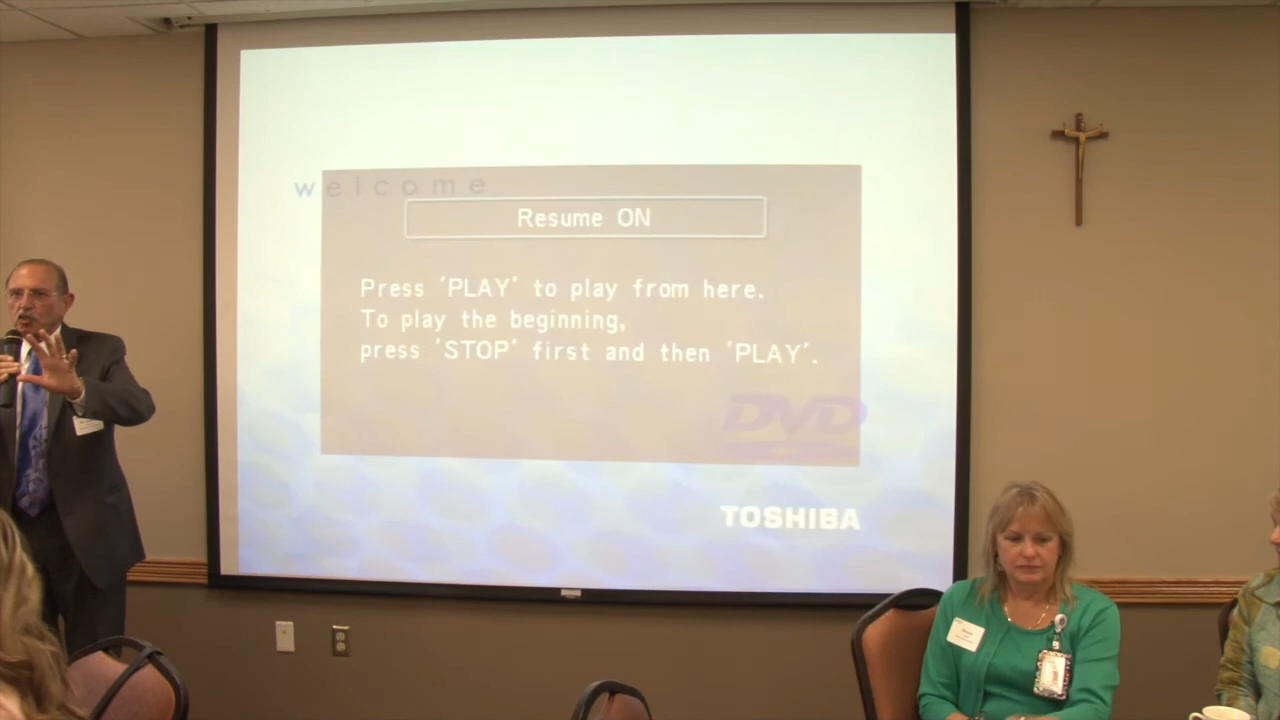 welcome
Resume ON
Press 'PLAY' to play from here.
To play the beginning,
press 'STOP' first and then 'PLAY'.
DVD
TOSHIBA